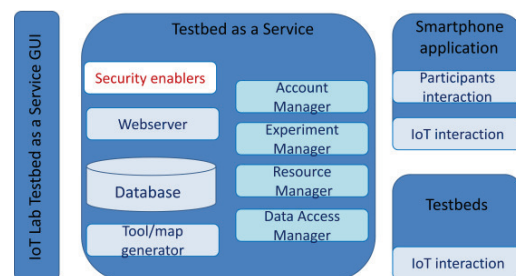 IoT Lab Testbed as a Service GUI
Testbed as a Service
Security enablers
Webserver
Database
Tool/map
generator
Account
Manager
Experiment
Manager
Resource
Manager
Data Access
Manager
Smartphone
application
Participants
interaction
IoT interaction
Testbeds
IoT interaction